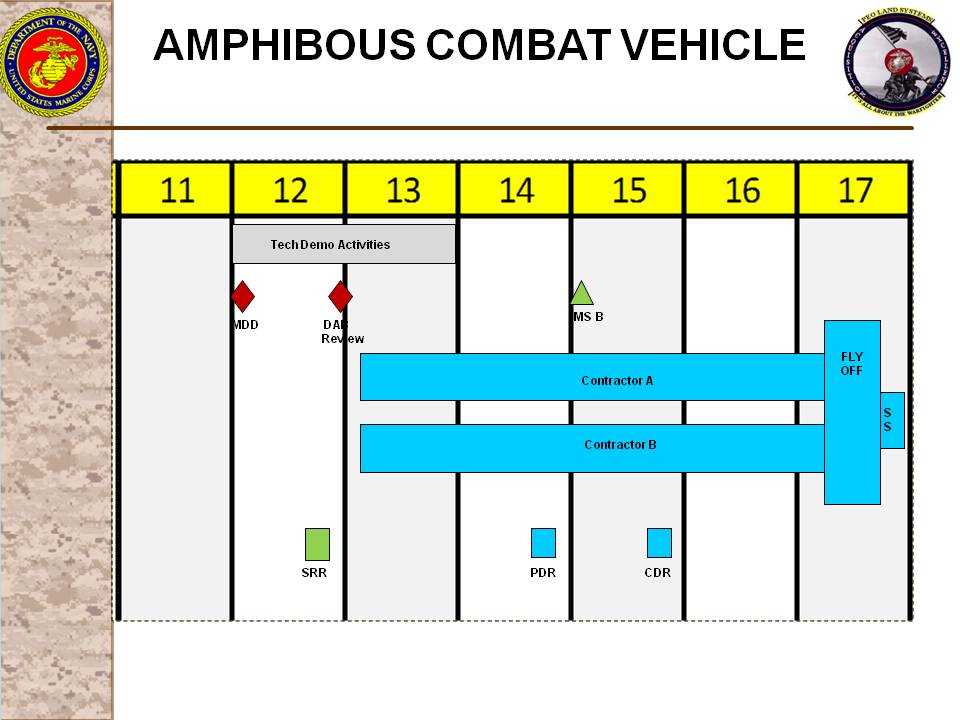 AMPHIBOUS COMBAT VEHICLE
DEPARTMENT OF THE NAVY
UNITED STATES MARINE CORPS
PEO LAND SYSTEMS
ACQUISITION EXCELLENCE
IT'S ALL ABOUT THE WARFIGHTER
11 12 13 14 15 16 17
Tech Demo Activities
MDD
DAB
Review
MS B
FLY
OFF
Contractor A
S
S
Contractor B
SRR
PDR
CDR